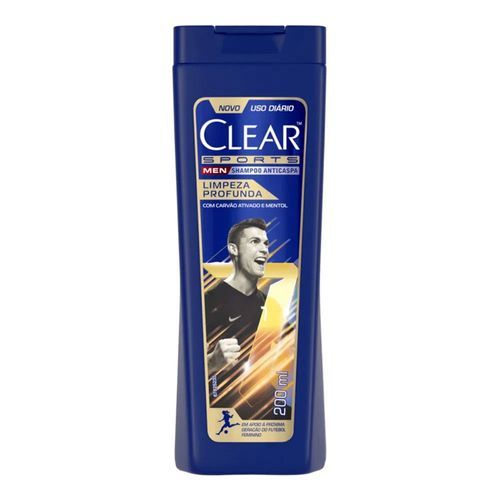 NOVO / USO DIÁRIO
CLEAR™
SPORTS
MEN SHAMPOO ANTICASPA
LIMPEZA
PROFUNDA
COM CARVÃO ATIVADO E MENTOL
7
200 ml
EM APOIO À PRÓXIMA
GERAÇÃO DO FUTEBOL
FEMININO